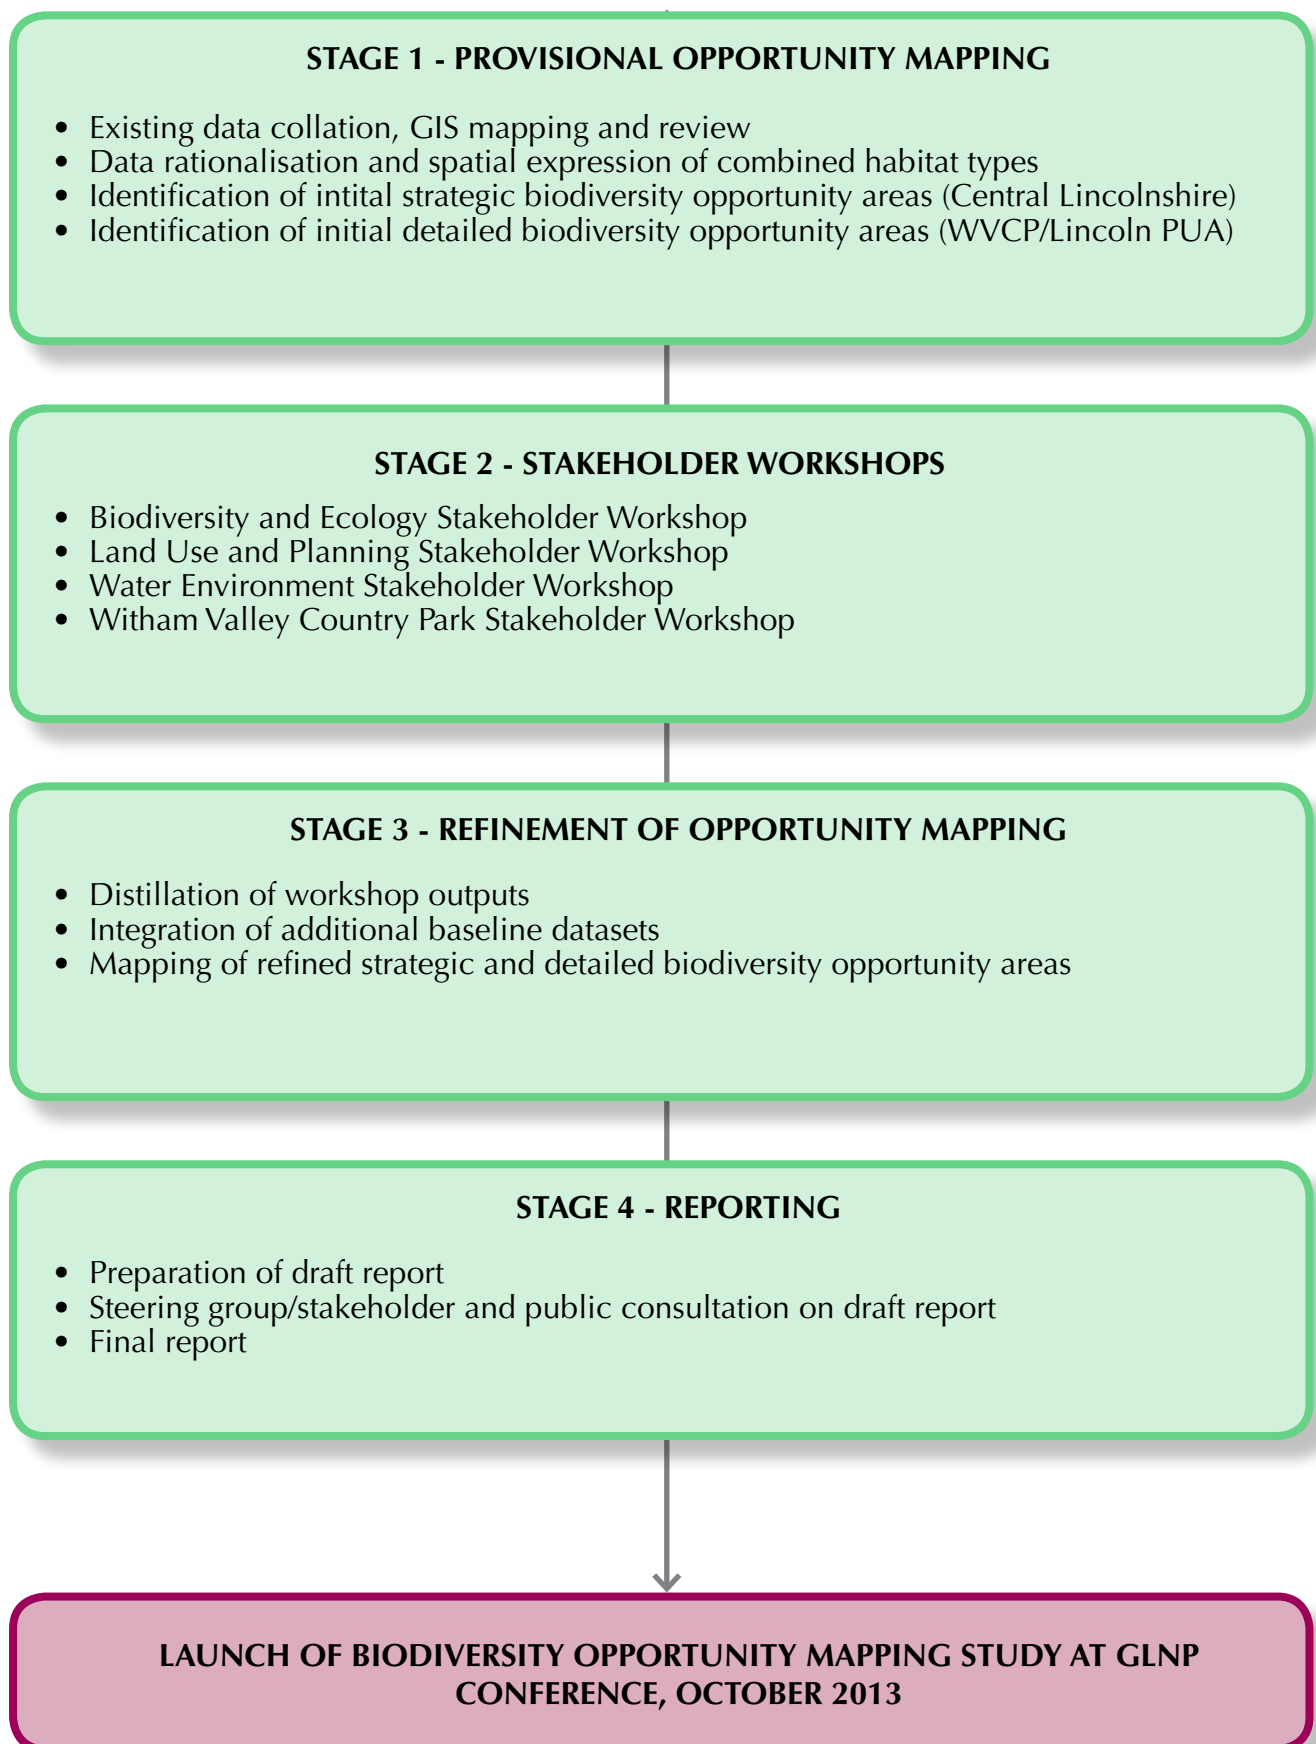 STAGE 1 - PROVISIONAL OPPORTUNITY MAPPING
• Existing data collation, GIS mapping and review
• Data rationalisation and spatial expression of combined habitat types
• Identification of intital strategic biodiversity opportunity areas (Central Lincolnshire)
• Identification of initial detailed biodiversity opportunity areas (WVCP/Lincoln PUA)
STAGE 2 - STAKEHOLDER WORKSHOPS
• Biodiversity and Ecology Stakeholder Workshop
• Land Use and Planning Stakeholder Workshop
• Water Environment Stakeholder Workshop
• Witham Valley Country Park Stakeholder Workshop
STAGE 3 - REFINEMENT OF OPPORTUNITY MAPPING
• Distillation of workshop outputs
• Integration of additional baseline datasets
• Mapping of refined strategic and detailed biodiversity opportunity areas
STAGE 4 - REPORTING
• Preparation of draft report
• Steering group/stakeholder and public consultation on draft report
• Final report
LAUNCH OF BIODIVERSITY OPPORTUNITY MAPPING STUDY AT GLNP
CONFERENCE, OCTOBER 2013